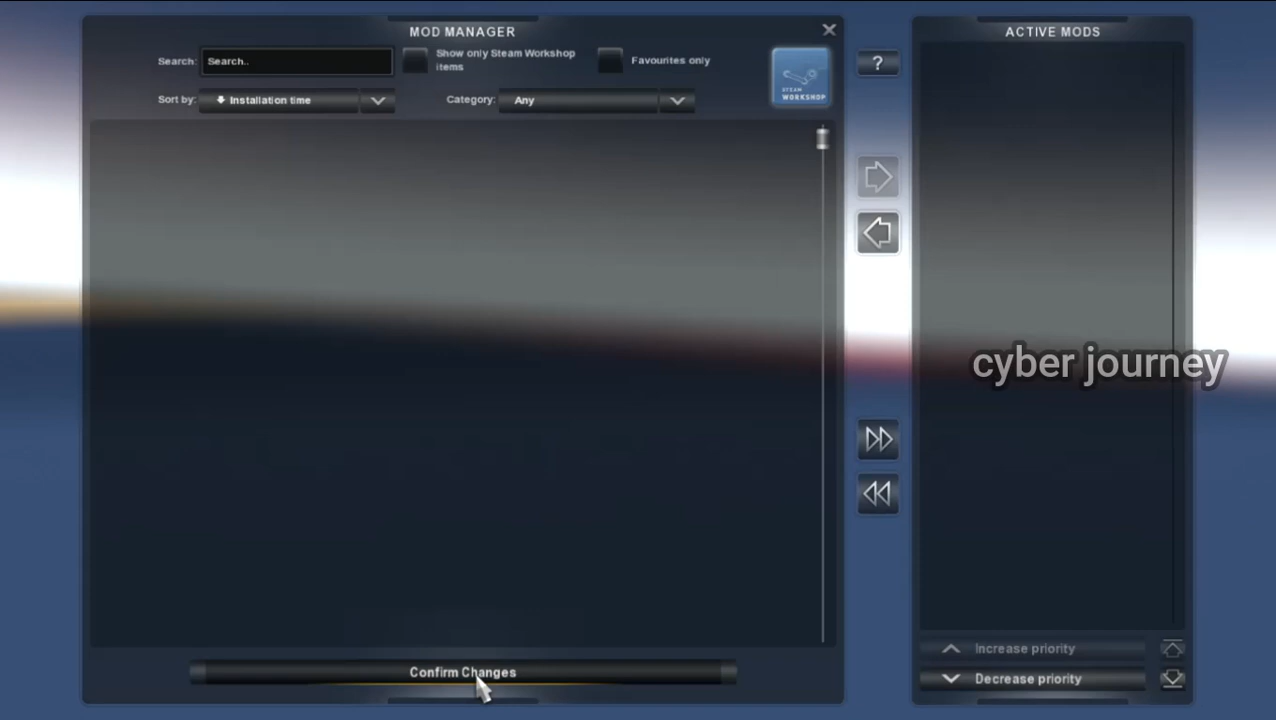 MOD MANAGER
ACTIVE MODS
Search:
Search..
Show only Steam Workshop
items
Favourites only
?
STEAM
WORKSHOP
Sort by:
Installation time
Category:
Any
cyber journey
Increase priority
Confirm Changes
Decrease priority